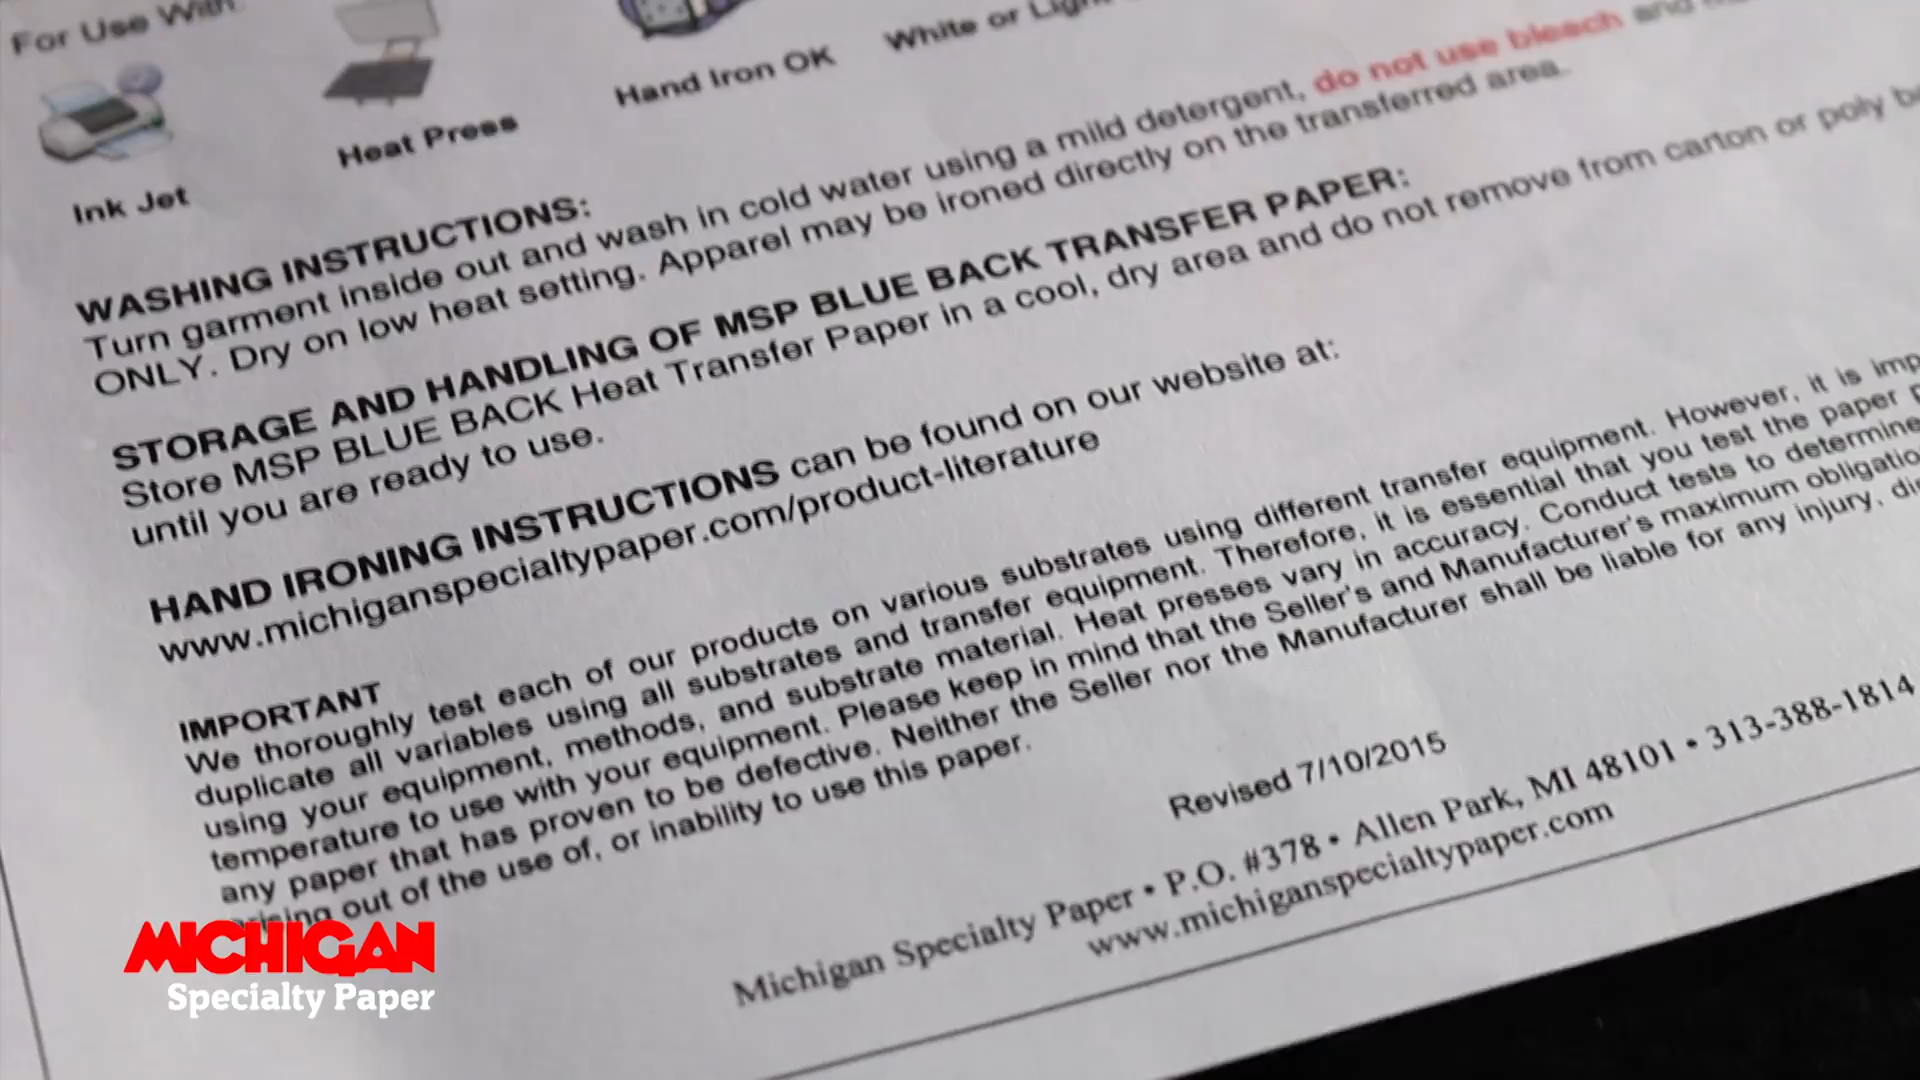 For Use With
Ink Jet
Heat Press
Hand Iron OK
White or
WASHING INSTRUCTIONS:
Turn garment inside out and wash in cold water using a mild detergent, do not use bleach and
ONLY. Dry on low heat setting. Apparel may be ironed directly on the transferred area.
STORAGE AND HANDLING OF MSP BLUE BACK TRANSFER PAPER:
Store MSP BLUE BACK Heat Transfer Paper in a cool, dry area and do not remove from carton or poly
until you are ready to use.
HAND IRONING INSTRUCTIONS can be found on our website at:
www.michiganspecialtypaper.com/product-literature
IMPORTANT
We thoroughly test each of our products on various substrates using different transfer equipment. However, it is
duplicate all variables using all substrates and transfer equipment. Therefore, it is essential that you test the paper
using your equipment, methods, and substrate material. Heat presses vary in accuracy. Conduct tests to determine
temperature to use with your equipment. Please keep in mind that the Seller's and Manufacturer's maximum
any paper that has proven to be defective. Neither the Seller nor the Manufacturer shall be liable for any injury,
arising out of the use of, or inability to use this paper.
Revised 7/10/2015
Michigan Specialty Paper • P.O. #378 • Allen Park, MI 48101 • 313-388-1814
www.michiganspecialtypaper.com
MICHIGAN
Specialty Paper